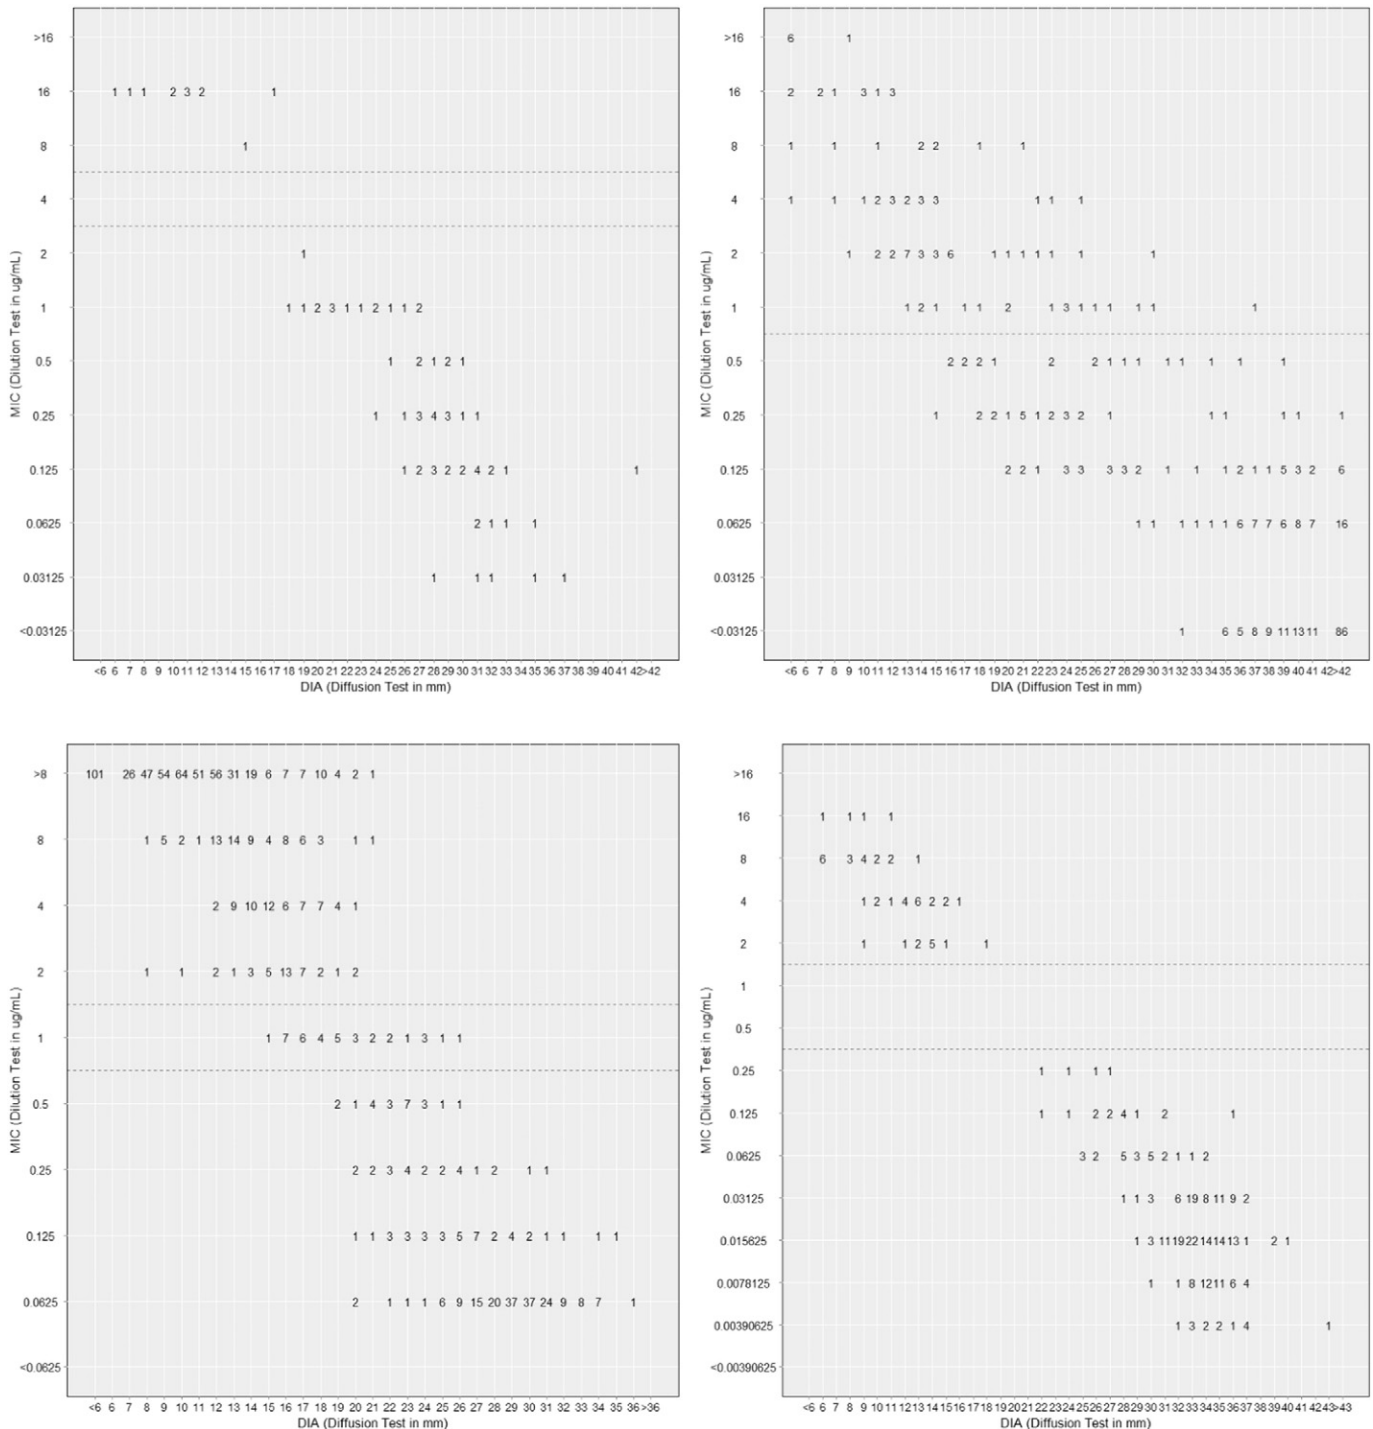 >16
16 1 1 1 2 3 2 1
8 1
4
2 1
1 1 1 2 3 1 1 2 1 1 2
0.5 1 2 1 2 1
0.25 1 1 3 4 3 1 1
0.125 1 2 3 2 2 4 2 1 1
0.0625 2 1 1 1
0.03125 1 1 1 1 1
<0.03125
<6 6 7 8 9 10 11 12 13 14 15 16 17 18 19 20 21 22 23 24 25 26 27 28 29 30 31 32 33 34 35 36 37 38 39 40 41 42 >42
DIA (Diffusion Test in mm)
MIC (Dilution Test in ug/mL)
>16 6 1
16 2 2 1 3 1 3
8 1 1 1 2 2 1 1
4 1 1 1 2 3 2 3 3 1 1 1
2 1 2 2 7 3 3 6 1 1 1 1 1 1 1
1 1 2 1 1 1 2 1 3 1 1 1 1 1 1
0.5 2 2 2 1 2 2 1 1 1 1 1 1 1 1
0.25 1 2 2 1 5 1 2 3 2 1 1 1 1 1 1
0.125 2 2 1 3 3 3 3 2 1 1 1 2 1 1 5 3 2 6
0.0625 1 1 1 1 1 1 6 7 7 6 8 7 16
0.03125
<0.03125 1 6 5 8 9 11 13 11 86
<6 6 7 8 9 10 11 12 13 14 15 16 17 18 19 20 21 22 23 24 25 26 27 28 29 30 31 32 33 34 35 36 37 38 39 40 41 42 >42
DIA (Diffusion Test in mm)
MIC (Dilution Test in ug/mL)
>8 101 26 47 54 64 51 56 31 19 6 7 7 10 4 2 1
8 1 5 2 1 13 14 9 4 8 6 3 1 1
4 2 9 10 12 6 7 7 4 1
2 1 1 2 1 3 5 13 7 2 1 2
1 1 7 6 4 5 3 2 2 1 3 1 1
0.5 2 1 4 3 7 3 1 1
0.25 2 2 3 4 2 2 4 1 2 1 1
0.125 1 1 3 3 3 3 5 7 2 4 2 1 1 1 1
0.0625 2 1 1 1 6 9 15 20 37 37 24 9 8 7 1
<0.0625
<6 6 7 8 9 10 11 12 13 14 15 16 17 18 19 20 21 22 23 24 25 26 27 28 29 30 31 32 33 34 35 36 >36
DIA (Diffusion Test in mm)
MIC (Dilution Test in ug/mL)
>16
16 1 1 1 1
8 6 3 4 2 2 1
4 1 2 1 4 6 2 2 1
2 1 1 2 5 1 1
1
0.5
0.25 1 1 1 1
0.125 1 1 2 2 4 1 2 1
0.0625 3 2 5 3 5 2 1 1 2
0.03125 1 1 3 6 19 8 11 9 2
0.015625 1 3 11 19 22 14 14 13 1 2 1
0.0078125 1 1 8 12 11 6 4
0.00390625 1 3 2 2 1 4 1
<0.00390625
<6 6 7 8 9 10 11 12 13 14 15 16 17 18 19 20 21 22 23 24 25 26 27 28 29 30 31 32 33 34 35 36 37 38 39 40 41 42 43 >43
DIA (Diffusion Test in mm)
MIC (Dilution Test in ug/mL)